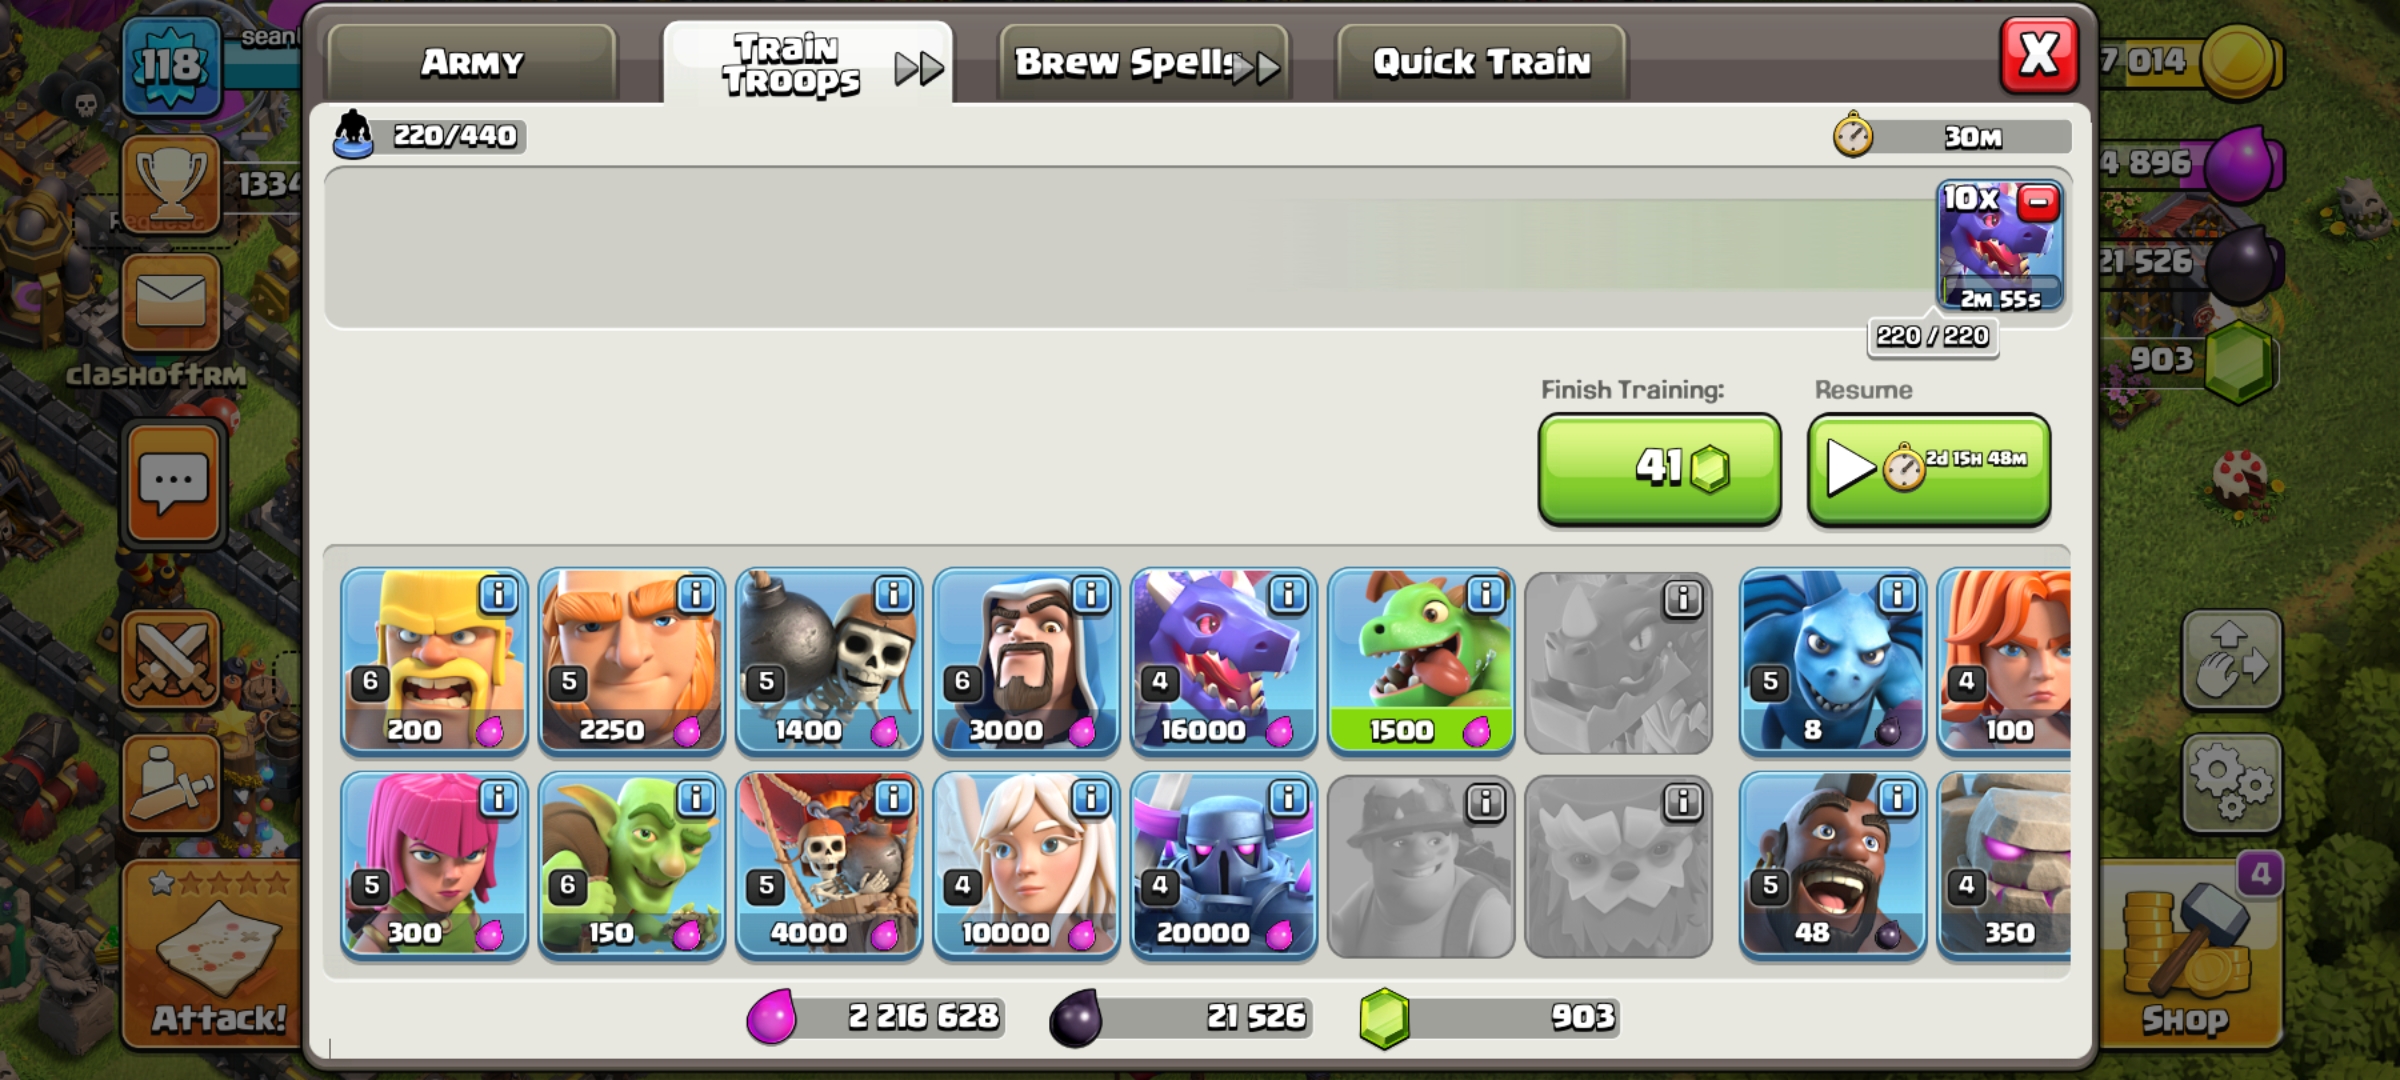 118
sean
Army
Train
Troops
Brew Spells
Quick Train
X
7 014
220/440
30M
4 896
1334
Request
10x
2M 55s
21 526
220 / 220
903
clashoftRM
Finish Training:
Resume
41
2d 15H 48M
i
i
i
i
i
i
i
i
6
5
5
6
4
5
4
200
2250
1400
3000
16000
1500
8
100
i
i
i
i
i
i
i
i
5
6
5
4
4
5
4
300
150
4000
10000
20000
48
350
4
Attack!
2 216 628
21 526
903
Shop